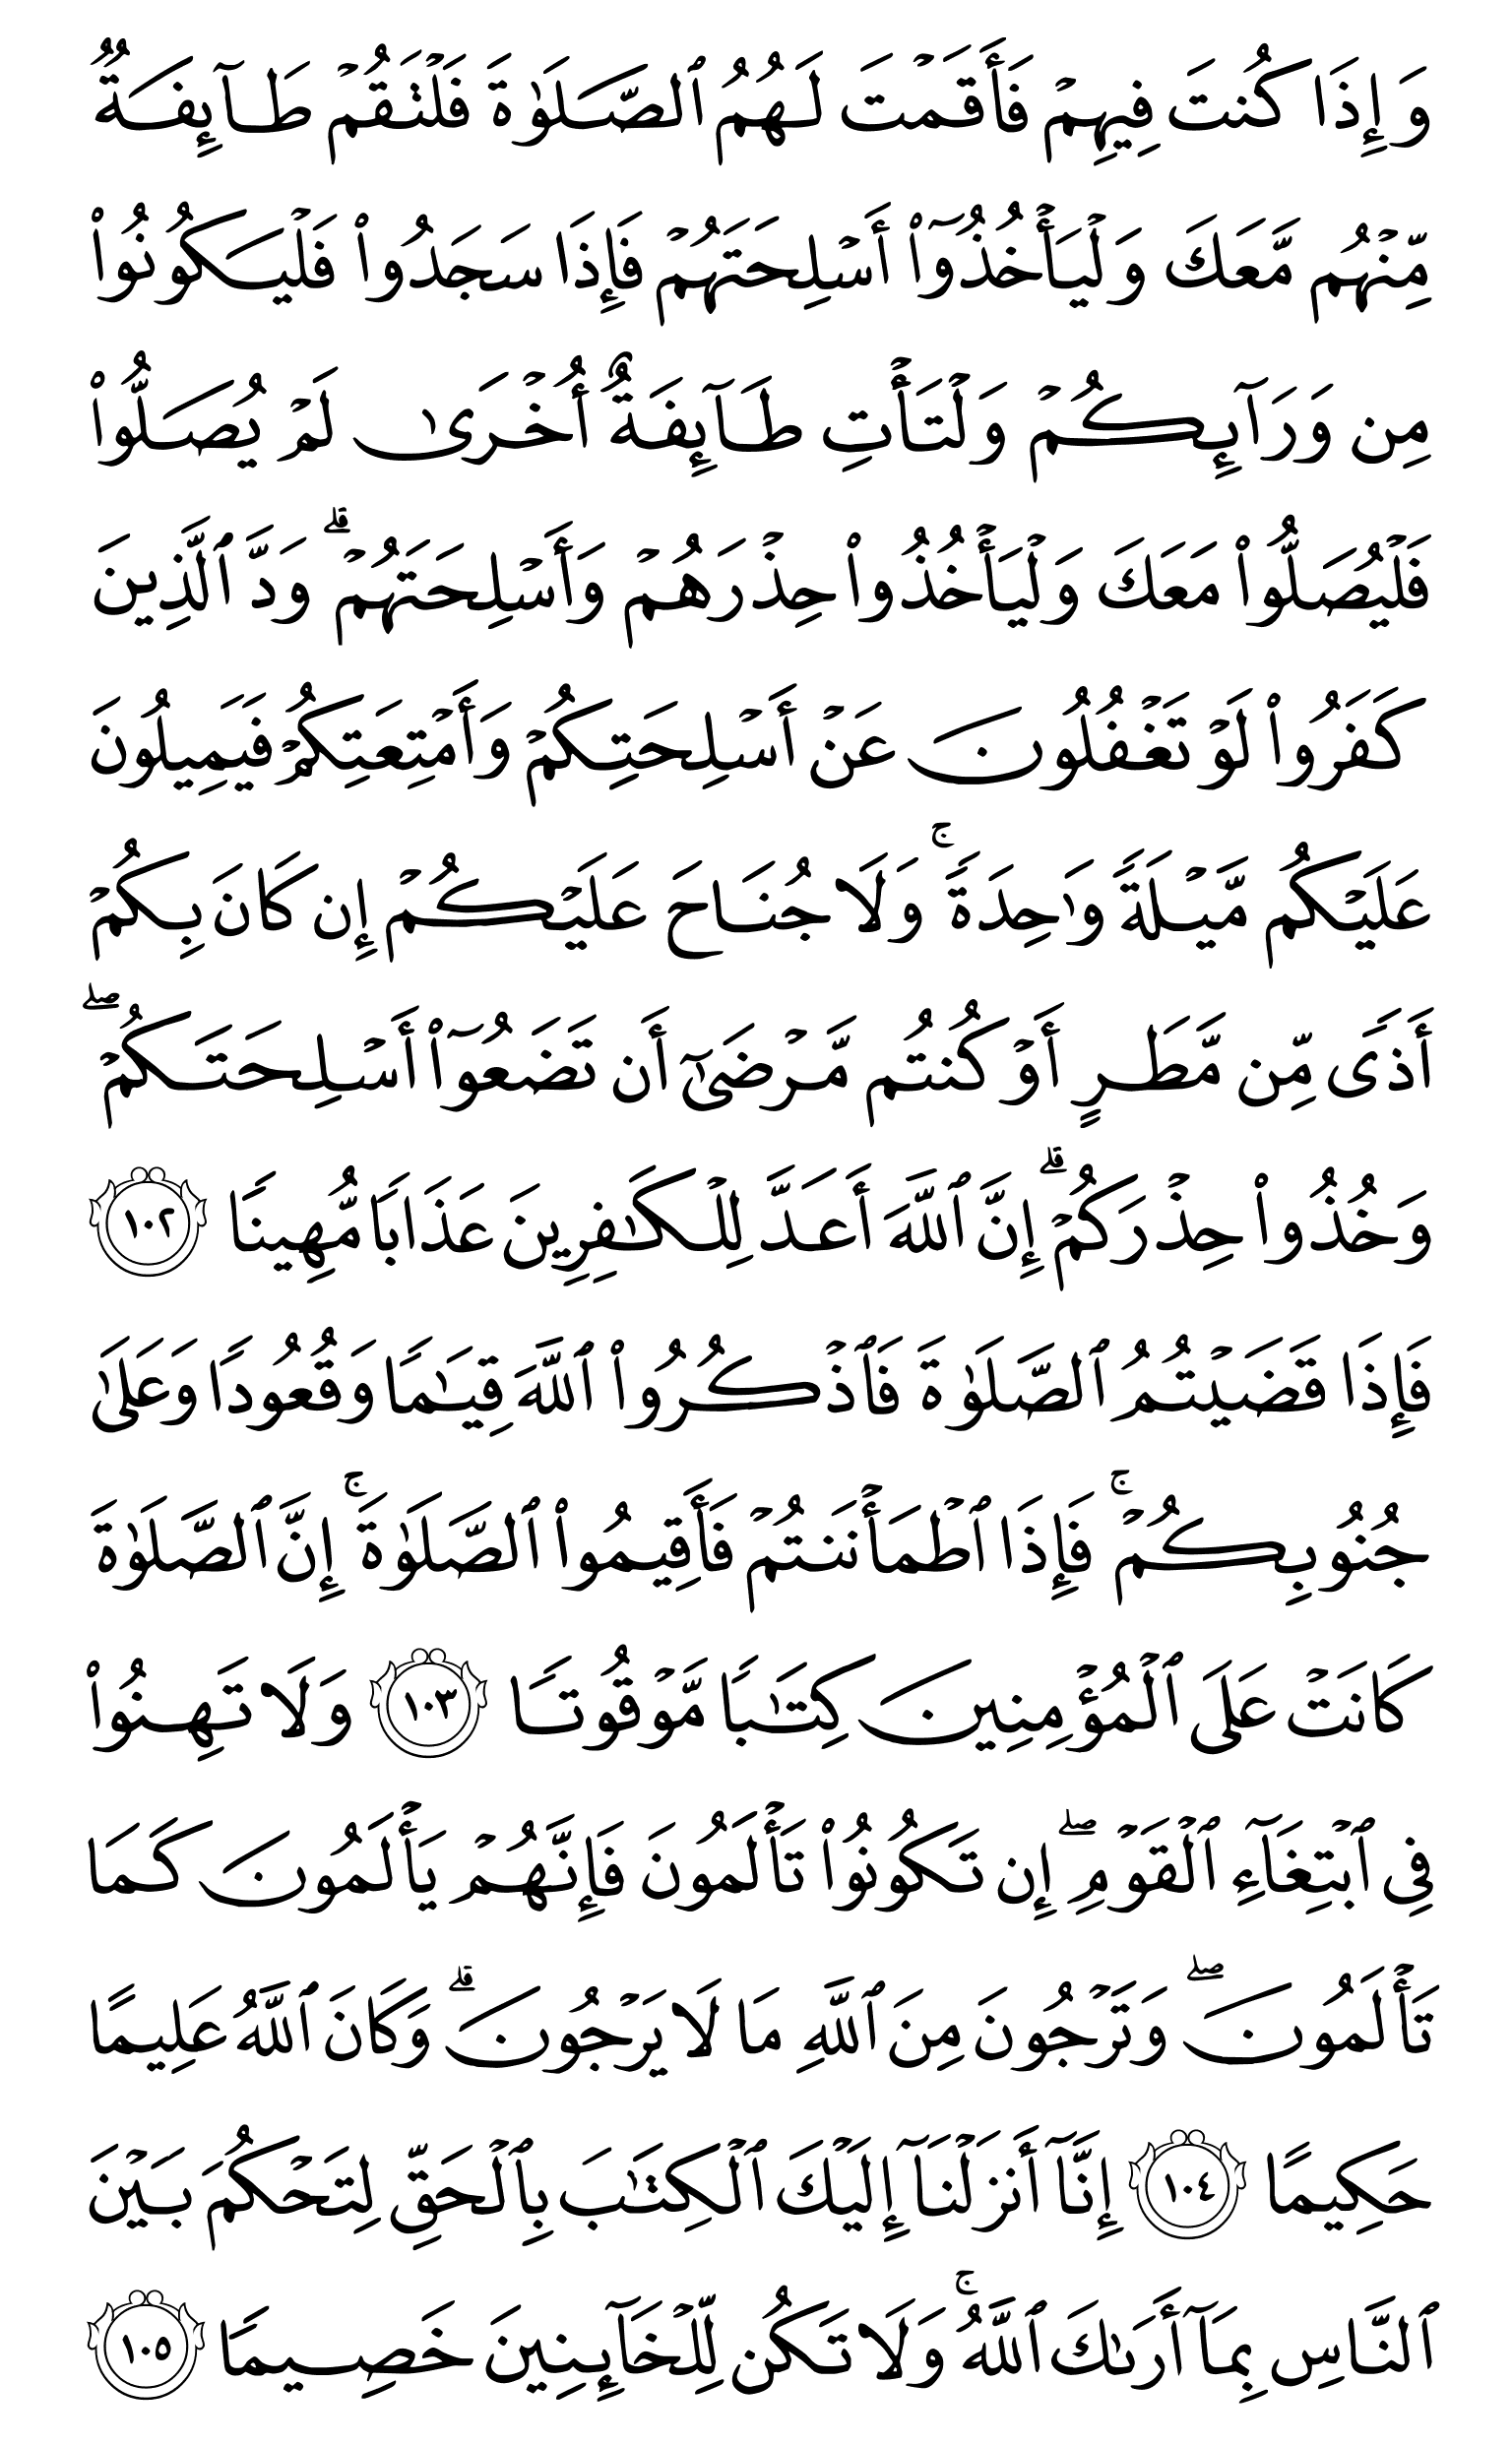 وَإِذَا كُنتَ فِيهِمْ فَأَقَمْتَ لَهُمُ ٱلصَّلَوٰةَ فَلْتَقُمْ طَآئِفَةٌ
مِّنْهُم مَّعَكَ وَلْيَأْخُذُوٓا۟ أَسْلِحَتَهُمْ فَإِذَا سَجَدُوا۟ فَلْيَكُونُوا۟
مِن وَرَآئِكُمْ وَلْتَأْتِ طَآئِفَةٌ أُخْرَىٰ لَمْ يُصَلُّوا۟
فَلْيُصَلُّوا۟ مَعَكَ وَلْيَأْخُذُوا۟ حِذْرَهُمْ وَأَسْلِحَتَهُمْ ۗ وَدَّ ٱلَّذِينَ
كَفَرُوا۟ لَوْ تَغْفُلُونَ عَنْ أَسْلِحَتِكُمْ وَأَمْتِعَتِكُمْ فَيَمِيلُونَ
عَلَيْكُم مَّيْلَةً وَٰحِدَةً ۚ وَلَا جُنَاحَ عَلَيْكُمْ إِن كَانَ بِكُمْ
أَذًى مِّن مَّطَرٍ أَوْ كُنتُم مَّرْضَىٰٓ أَن تَضَعُوٓا۟ أَسْلِحَتَكُمْ ۖ
وَخُذُوا۟ حِذْرَكُمْ ۗ إِنَّ ٱللَّهَ أَعَدَّ لِلْكَـٰفِرِينَ عَذَابًا مُّهِينًا ١٠٢
فَإِذَا قَضَيْتُمُ ٱلصَّلَوٰةَ فَٱذْكُرُوا۟ ٱللَّهَ قِيَـٰمًا وَقُعُودًا وَعَلَىٰ
جُنُوبِكُمْ ۚ فَإِذَا ٱطْمَأْنَنتُمْ فَأَقِيمُوا۟ ٱلصَّلَوٰةَ ۚ إِنَّ ٱلصَّلَوٰةَ
كَانَتْ عَلَى ٱلْمُؤْمِنِينَ كِتَـٰبًا مَّوْقُوتًا ١٠٣ وَلَا تَهِنُوا۟
فِى ٱبْتِغَآءِ ٱلْقَوْمِ ۖ إِن تَكُونُوا۟ تَأْلَمُونَ فَإِنَّهُمْ يَأْلَمُونَ كَمَا
تَأْلَمُونَ ۖ وَتَرْجُونَ مِنَ ٱللَّهِ مَا لَا يَرْجُونَ ۗ وَكَانَ ٱللَّهُ عَلِيمًا
حَكِيمًا ١٠٤ إِنَّآ أَنزَلْنَآ إِلَيْكَ ٱلْكِتَـٰبَ بِٱلْحَقِّ لِتَحْكُمَ بَيْنَ
ٱلنَّاسِ بِمَآ أَرَىٰكَ ٱللَّهُ ۚ وَلَا تَكُن لِّلْخَآئِنِينَ خَصِيمًا ١٠٥